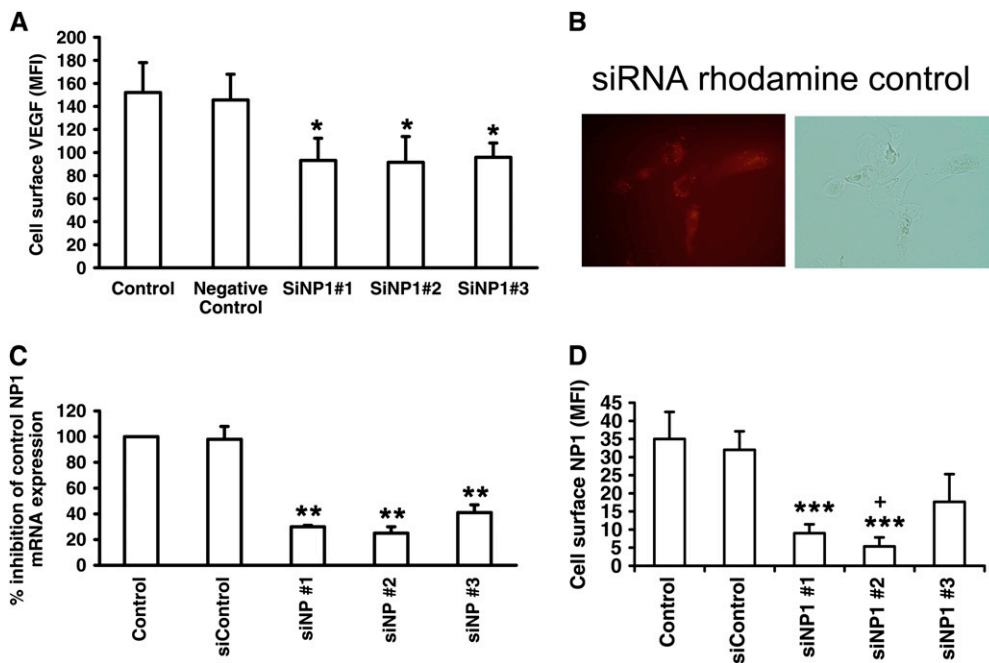 A
Cell surface VEGF (MFI)
200
180
160
140
120
100
80
60
40
20
0
*
*
*
Control
Negative
Control
SiNP1#1
SiNP1#2
SiNP1#3
B
siRNA rhodamine control
C
% inhibition of control NP1
mRNA expression
120
100
80
60
40
20
0
**
**
**
Control
siControl
siNP #1
siNP #2
siNP #3
D
Cell surface NP1 (MFI)
45
40
35
30
25
20
15
10
5
0
***
+
***
Control
siControl
siNP1 #1
siNP1 #2
siNP1 #3